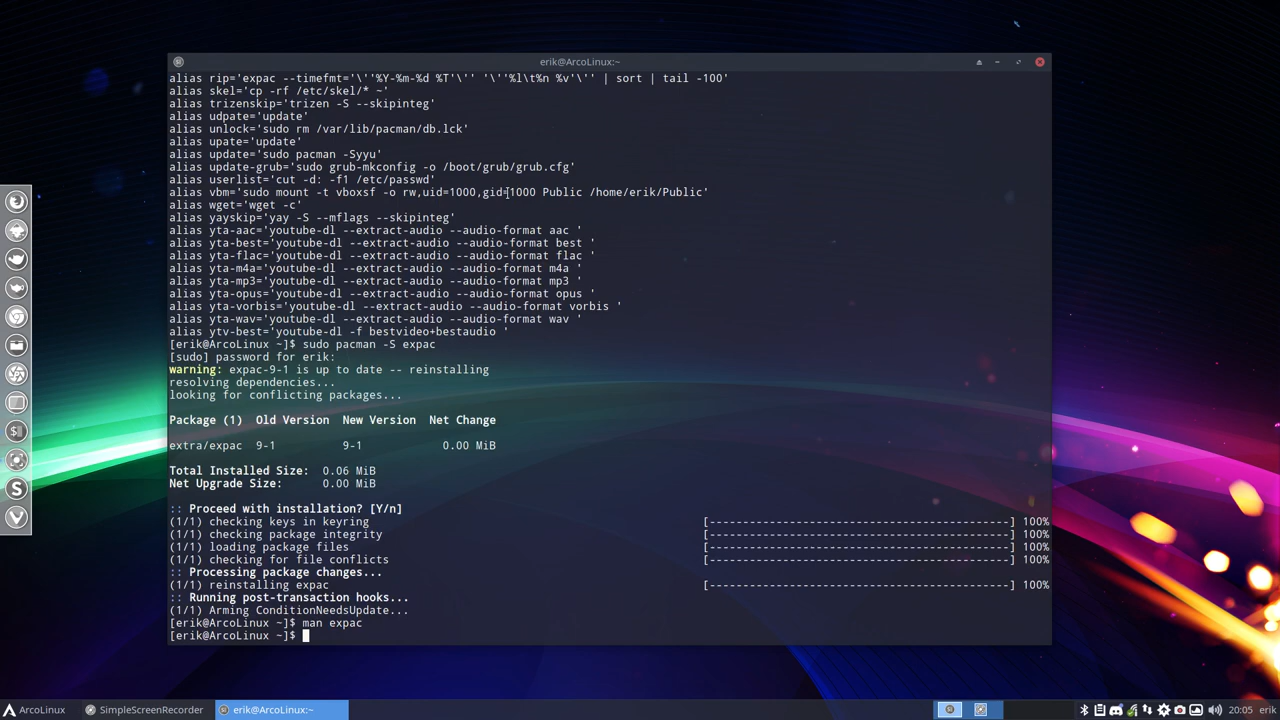 erik@ArcoLinux:~
alias rip='expac --timefmt='\''%Y-%m-%d %T'\'' '\''%l\t%n %v'\'' | sort | tail -100'
alias skel='cp -rf /etc/skel/* ~'
alias trizenskip='trizen -S --skipinteg'
alias udpate='update'
alias unlock='sudo rm /var/lib/pacman/db.lck'
alias upate='update'
alias update='sudo pacman -Syyu'
alias update-grub='sudo grub-mkconfig -o /boot/grub/grub.cfg'
alias userlist='cut -d: -f1 /etc/passwd'
alias vbm='sudo mount -t vboxsf -o rw,uid=1000,gid=1000 Public /home/erik/Public'
alias wget='wget -c'
alias yayskip='yay -S --mflags --skipinteg'
alias yta-aac='youtube-dl --extract-audio --audio-format aac '
alias yta-best='youtube-dl --extract-audio --audio-format best '
alias yta-flac='youtube-dl --extract-audio --audio-format flac '
alias yta-m4a='youtube-dl --extract-audio --audio-format m4a '
alias yta-mp3='youtube-dl --extract-audio --audio-format mp3 '
alias yta-opus='youtube-dl --extract-audio --audio-format opus '
alias yta-vorbis='youtube-dl --extract-audio --audio-format vorbis '
alias yta-wav='youtube-dl --extract-audio --audio-format wav '
alias ytv-best='youtube-dl -f bestvideo+bestaudio '
[erik@ArcoLinux ~]$ sudo pacman -S expac
[sudo] password for erik:
warning: expac-9-1 is up to date -- reinstalling
resolving dependencies...
looking for conflicting packages...
Package (1)  Old Version  New Version  Net Change
extra/expac  9-1          9-1            0.00 MiB
Total Installed Size:  0.06 MiB
Net Upgrade Size:      0.00 MiB
:: Proceed with installation? [Y/n]
(1/1) checking keys in keyring [----------------------------------------------] 100%
(1/1) checking package integrity [----------------------------------------------] 100%
(1/1) loading package files [----------------------------------------------] 100%
(1/1) checking for file conflicts [----------------------------------------------] 100%
:: Processing package changes...
(1/1) reinstalling expac [----------------------------------------------] 100%
:: Running post-transaction hooks...
(1/1) Arming ConditionNeedsUpdate...
[erik@ArcoLinux ~]$ man expac
[erik@ArcoLinux ~]$
ArcoLinux SimpleScreenRecorder erik@ArcoLinux:~ 20:05 erik